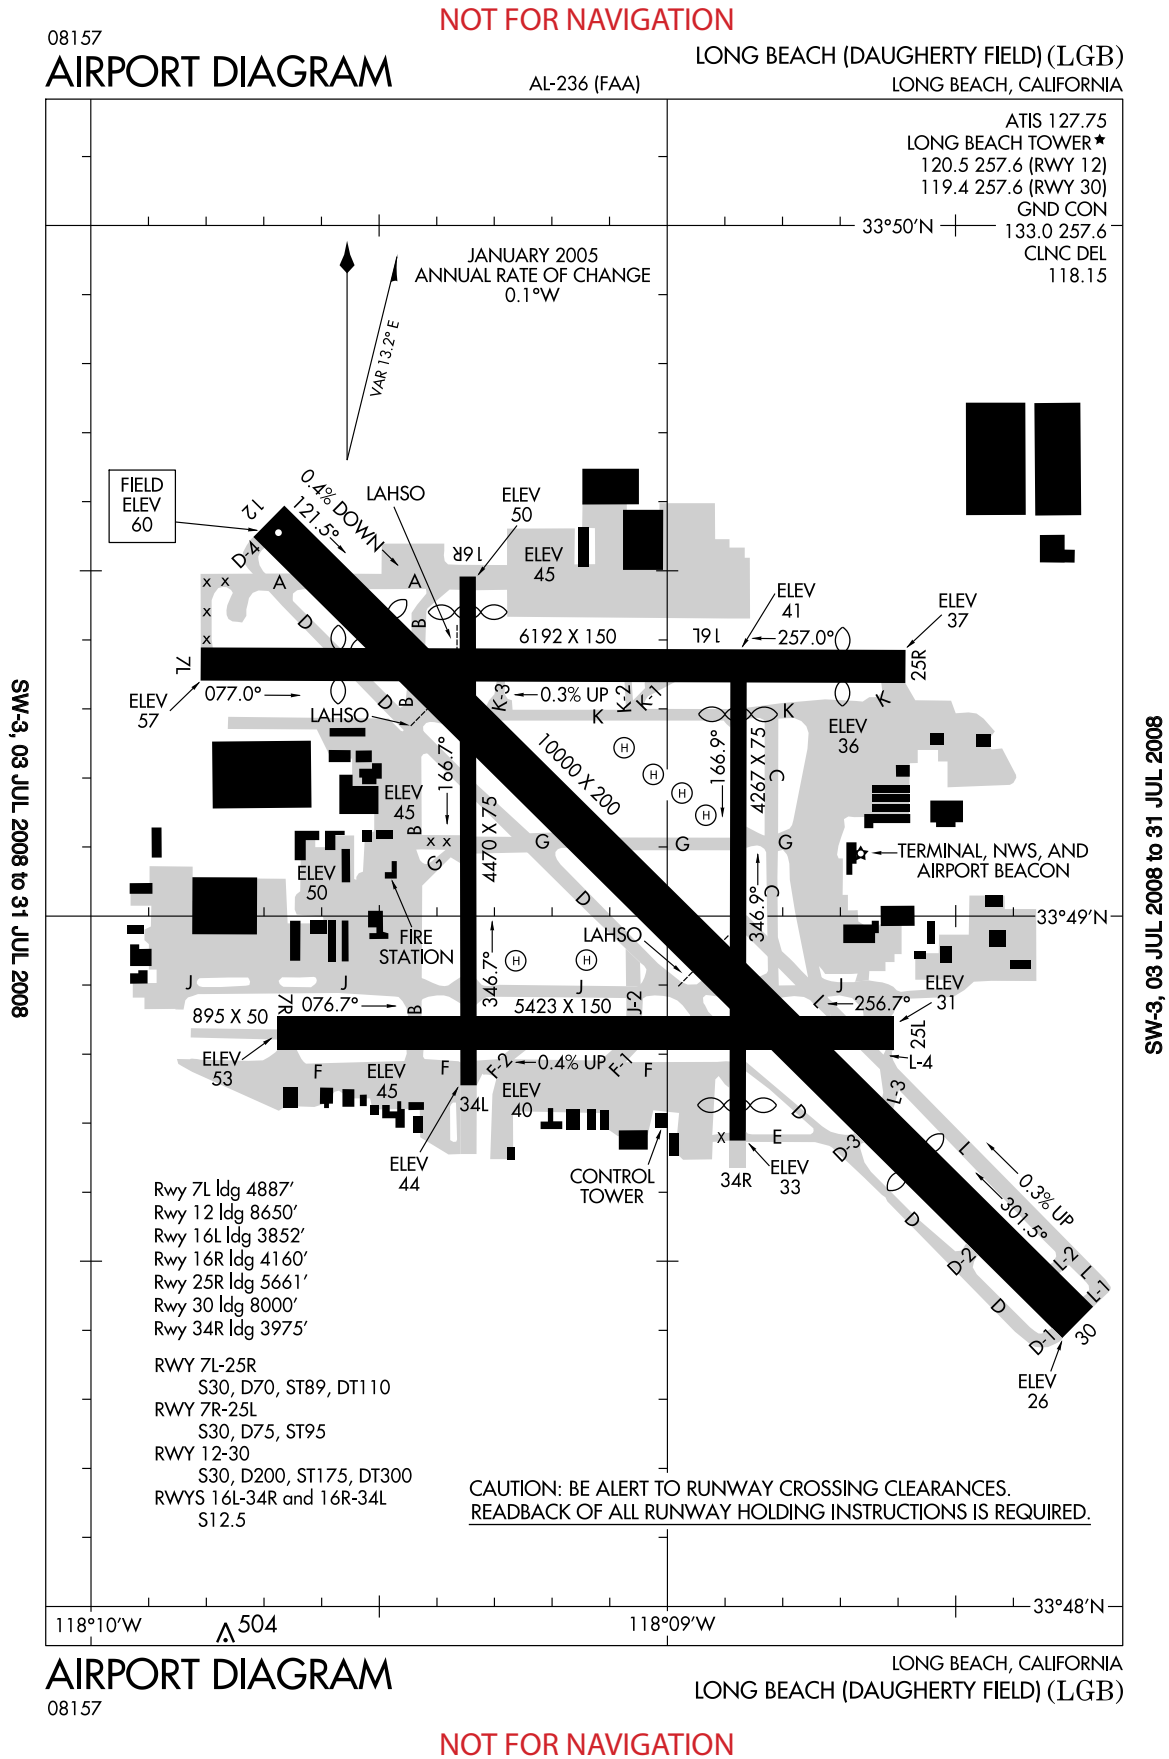 NOT FOR NAVIGATION
08157
AIRPORT DIAGRAM
AL-236 (FAA)
LONG BEACH (DAUGHERTY FIELD) (LGB)
LONG BEACH, CALIFORNIA
ATIS 127.75
LONG BEACH TOWER★
120.5 257.6 (RWY 12)
119.4 257.6 (RWY 30)
GND CON
133.0 257.6
CLNC DEL
118.15
33°50'N
JANUARY 2005
ANNUAL RATE OF CHANGE
0.1°W
VAR 13.2° E
FIELD
ELEV
60
12
0.4% DOWN
121.5°
LAHSO
ELEV
50
16R
ELEV
45
D-4
A
A
x x
x
x
D
B
6192 X 150
16L
257.0°
ELEV
41
ELEV
37
7L
25R
ELEV
57
077.0°
D
B
K-3
0.3% UP
K-2
K-1
K
K
K
ELEV
36
LAHSO
166.7°
10000 X 200
H
H
H
H
166.9°
4267 X 75
C
ELEV
45
B
x x
G
4470 X 75
G
G
G
ELEV
50
TERMINAL, NWS, AND
AIRPORT BEACON
346.9°
C
D
33°49'N
FIRE
STATION
LAHSO
346.7°
H
H
J
J
J
J
J-2
L
7R
076.7°
B
895 X 50
5423 X 150
256.7°
ELEV
31
25L
L-4
ELEV
53
F
ELEV
45
F
F-2
0.4% UP
F-1
F
34L
ELEV
40
L-3
D
x
E
D-3
L
ELEV
44
CONTROL
TOWER
34R
ELEV
33
0.3% UP
301.5°
D
D-2
D
L-2
L
L-1
D-1
30
ELEV
26
Rwy 7L ldg 4887'
Rwy 12 ldg 8650'
Rwy 16L ldg 3852'
Rwy 16R ldg 4160'
Rwy 25R ldg 5661'
Rwy 30 ldg 8000'
Rwy 34R ldg 3975'
RWY 7L-25R
S30, D70, ST89, DT110
RWY 7R-25L
S30, D75, ST95
RWY 12-30
S30, D200, ST175, DT300
RWYS 16L-34R and 16R-34L
S12.5
CAUTION: BE ALERT TO RUNWAY CROSSING CLEARANCES.
READBACK OF ALL RUNWAY HOLDING INSTRUCTIONS IS REQUIRED.
33°48'N
118°10'W
504
118°09'W
SW-3, 03 JUL 2008 to 31 JUL 2008
SW-3, 03 JUL 2008 to 31 JUL 2008
AIRPORT DIAGRAM
08157
LONG BEACH, CALIFORNIA
LONG BEACH (DAUGHERTY FIELD) (LGB)
NOT FOR NAVIGATION